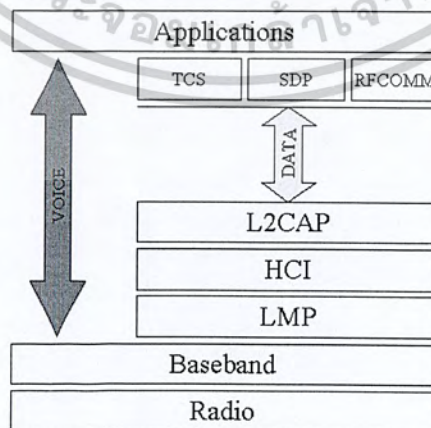 Applications
TCS SDP RFCOMM
VOICE
DATA
L2CAP
HCI
LMP
Baseband
Radio